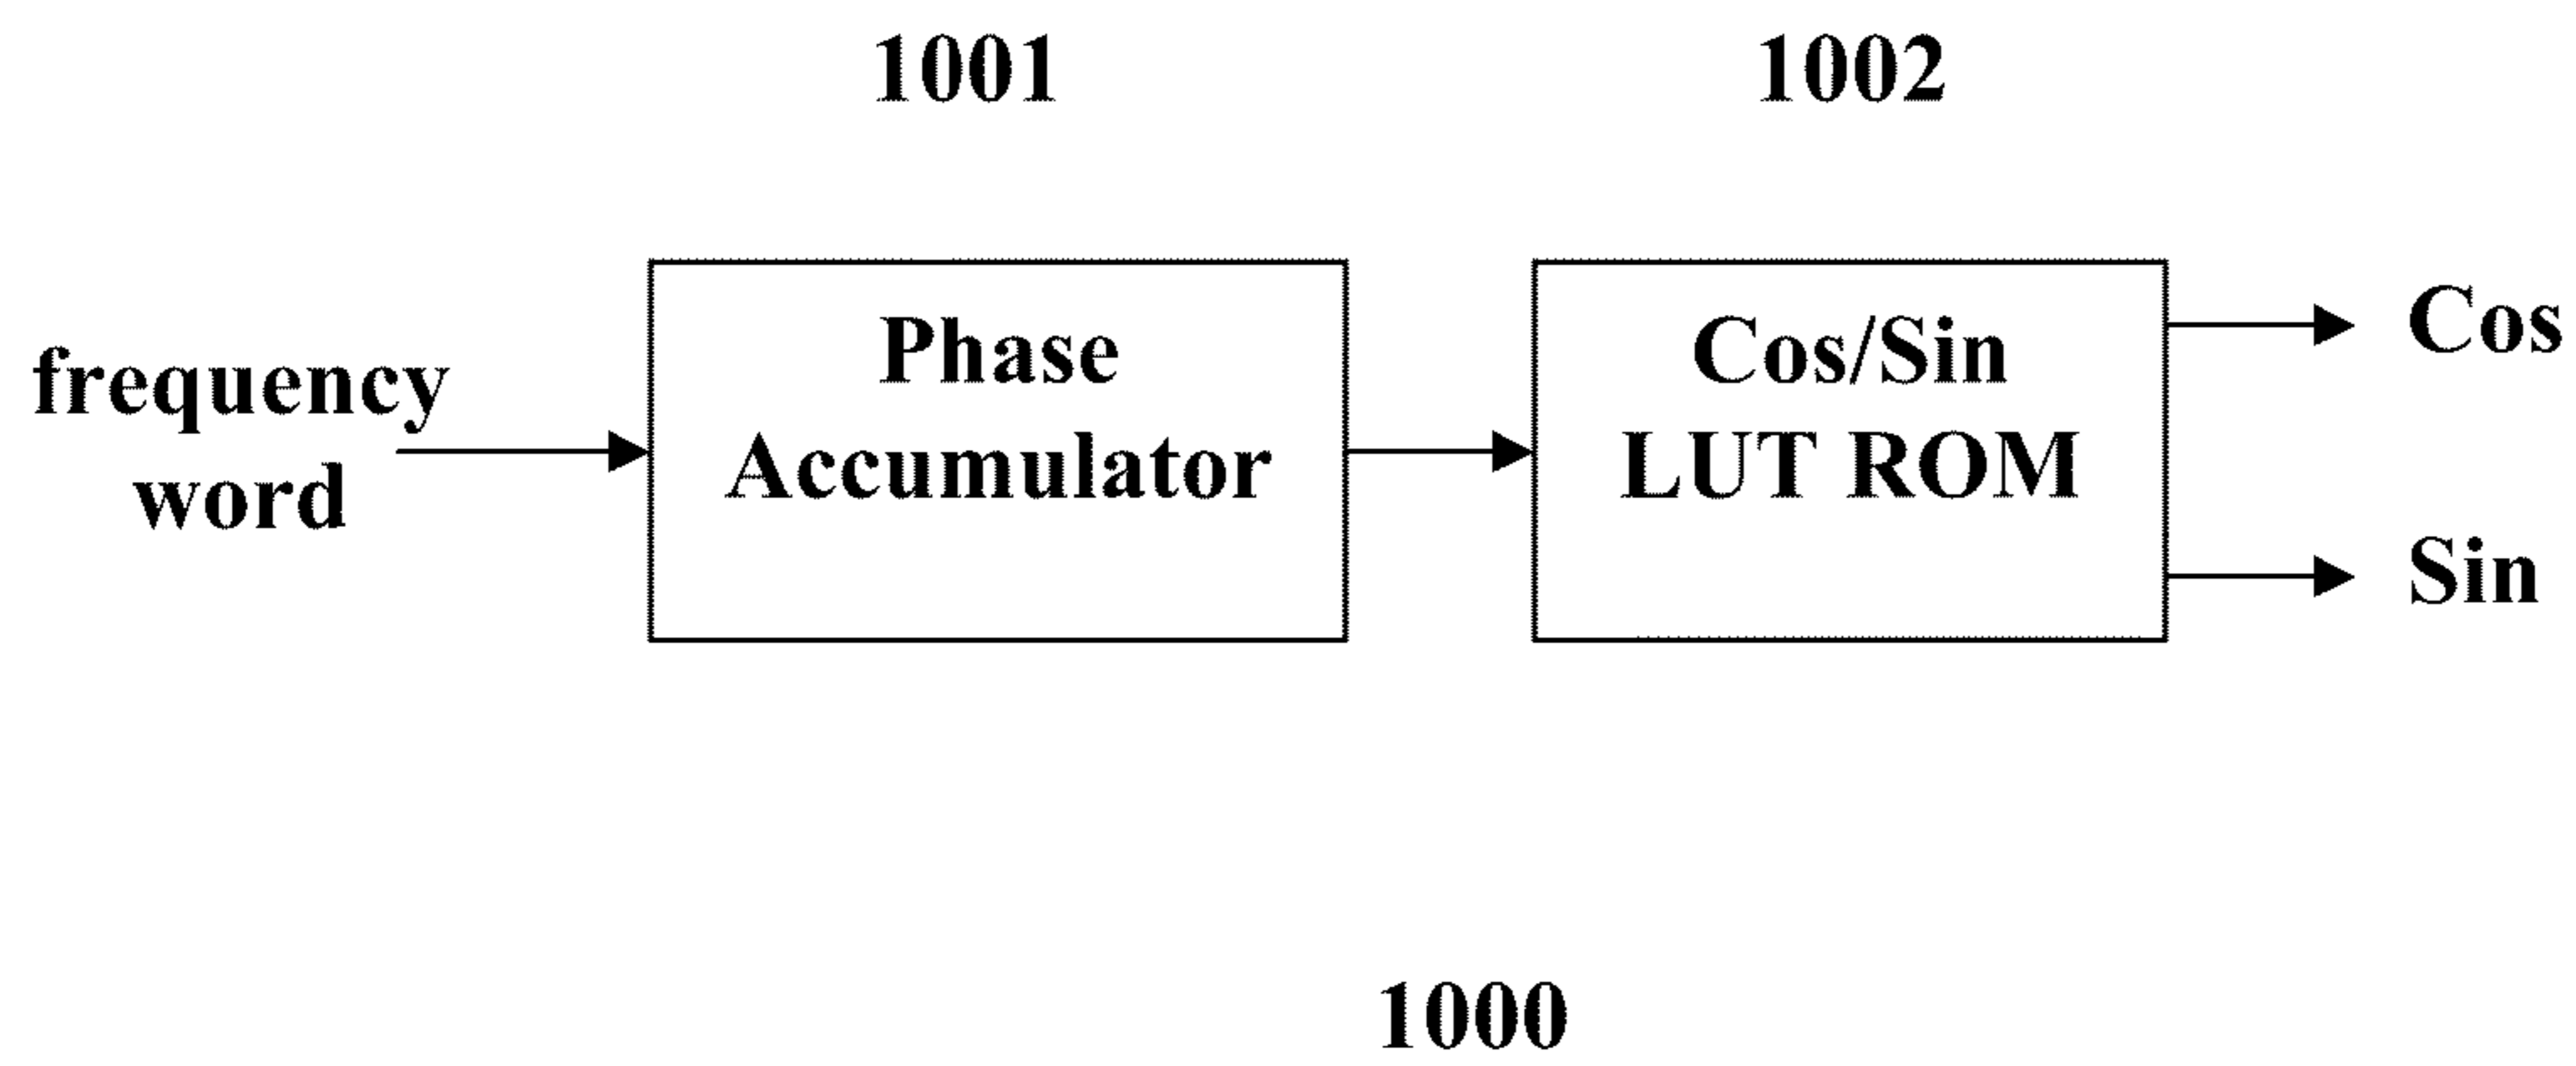 1001
1002
frequency
word
Phase
Accumulator
Cos/Sin
LUT ROM
Cos
Sin
1000